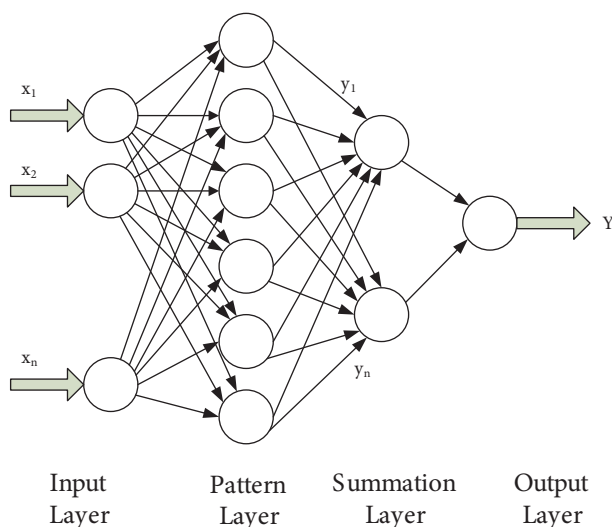 x₁
x₂
xₙ
y₁
yₙ
Y
Input
Layer
Pattern
Layer
Summation
Layer
Output
Layer